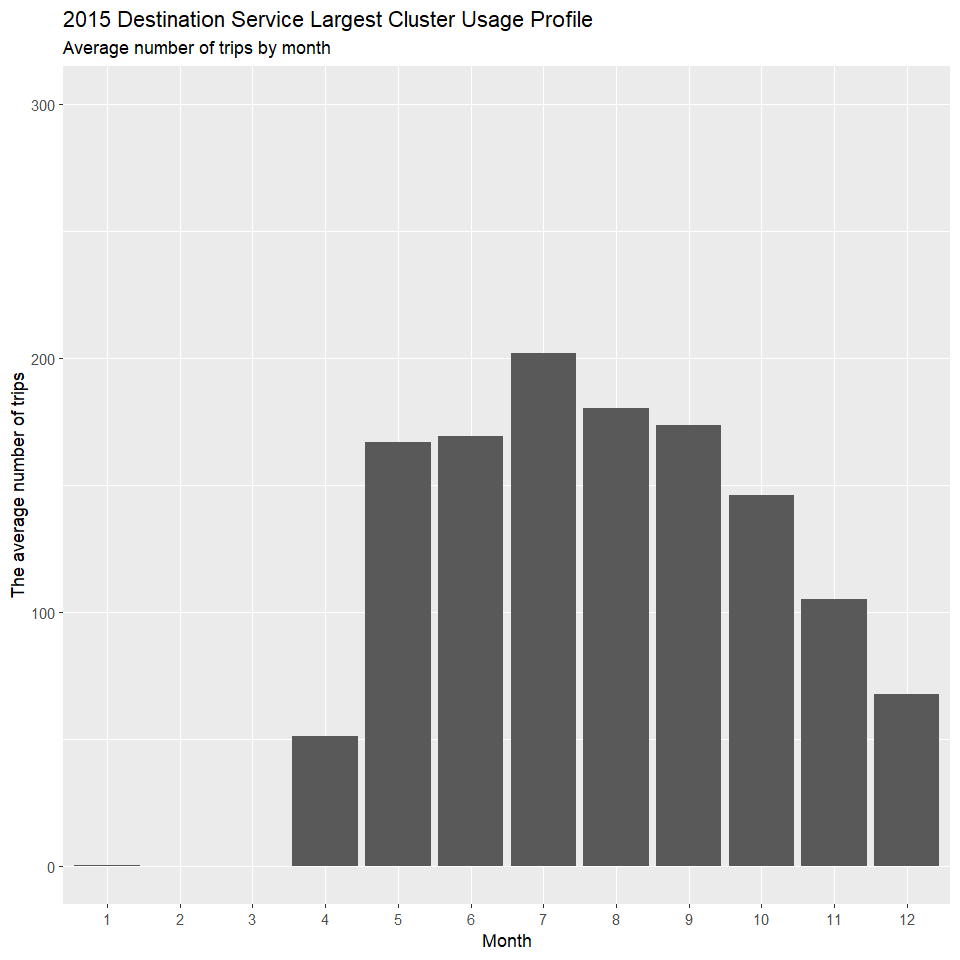 2015 Destination Service Largest Cluster Usage Profile
Average number of trips by month
The average number of trips
300
200
100
0
1 2 3 4 5 6 7 8 9 10 11 12
Month